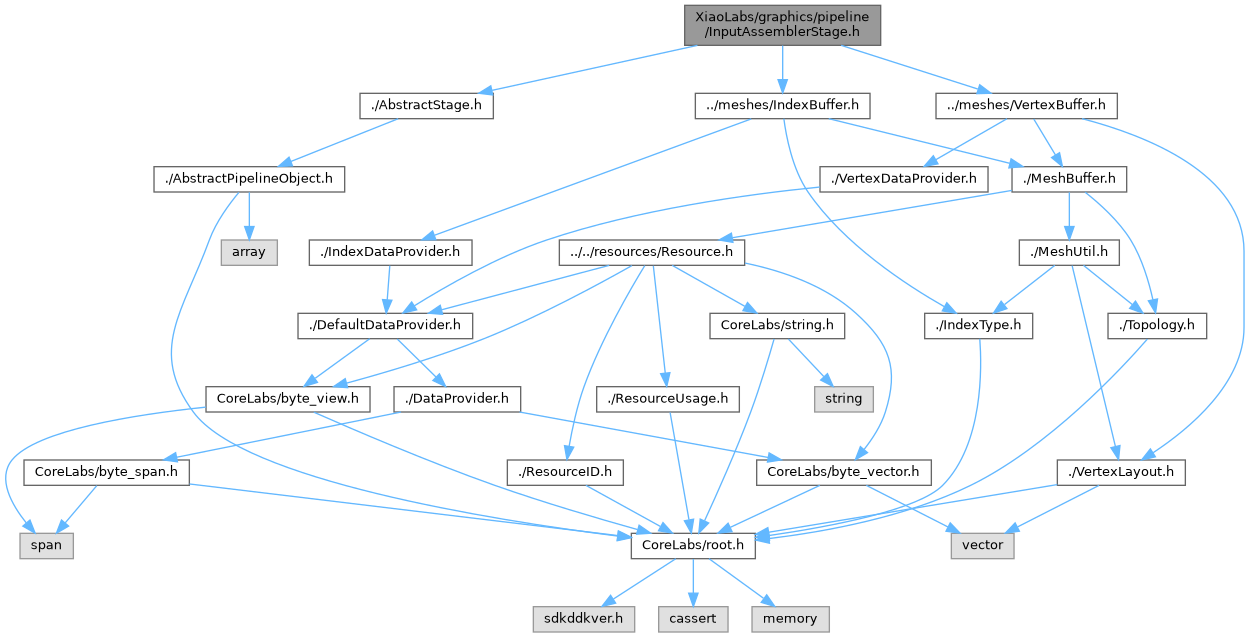 XiaoLabs/graphics/pipeline
/InputAssemblerStage.h
./AbstractStage.h
../meshes/IndexBuffer.h
../meshes/VertexBuffer.h
./AbstractPipelineObject.h
./VertexDataProvider.h
./MeshBuffer.h
array
./IndexDataProvider.h
../../resources/Resource.h
./MeshUtil.h
./DefaultDataProvider.h
CoreLabs/string.h
./IndexType.h
./Topology.h
CoreLabs/byte_view.h
./DataProvider.h
./ResourceUsage.h
string
CoreLabs/byte_span.h
./ResourceID.h
CoreLabs/byte_vector.h
./VertexLayout.h
span
CoreLabs/root.h
vector
sdkddkver.h
cassert
memory